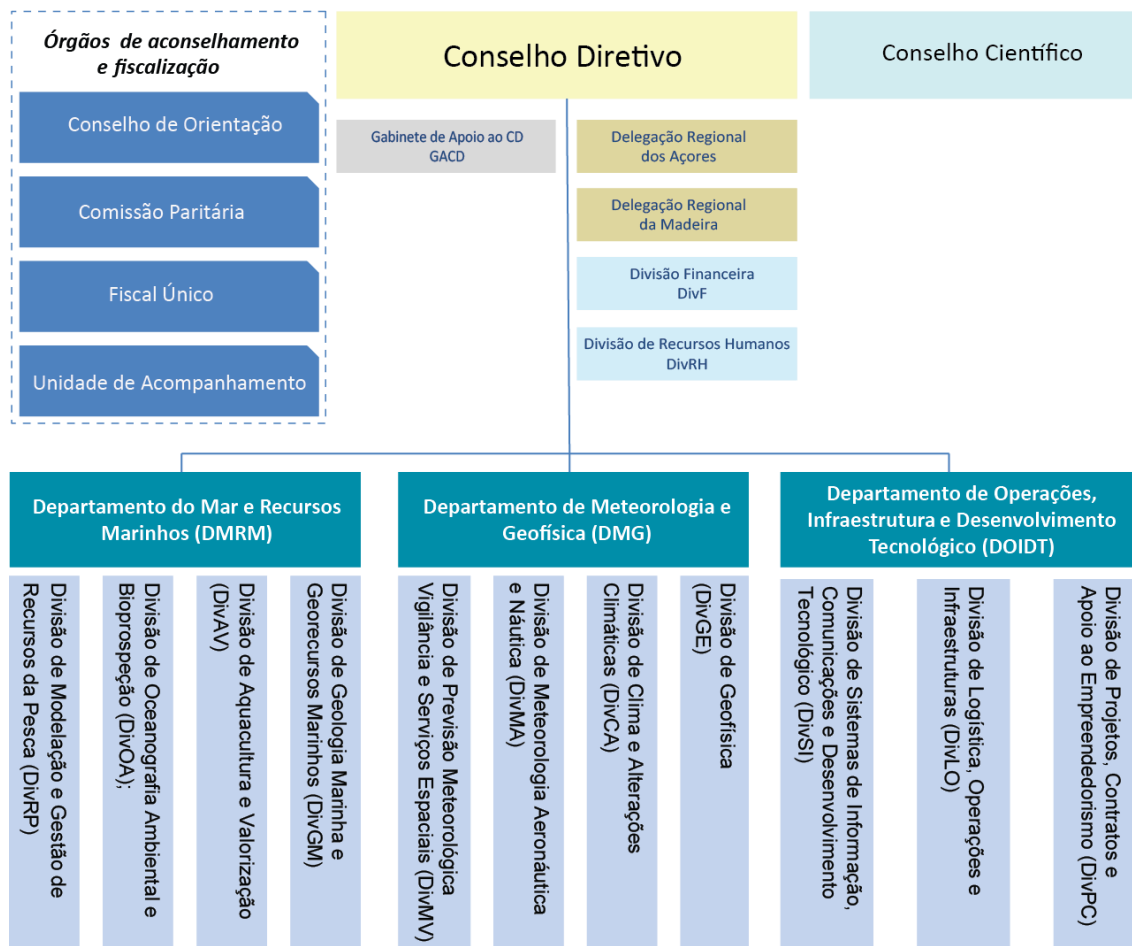 Órgãos de aconselhamento
e fiscalização
Conselho de Orientação
Comissão Paritária
Fiscal Único
Unidade de Acompanhamento
Conselho Diretivo
Conselho Científico
Gabinete de Apoio ao CD
GACD
Delegação Regional
dos Açores
Delegação Regional
da Madeira
Divisão Financeira
DivF
Divisão de Recursos Humanos
DivRH
Departamento do Mar e Recursos
Marinhos (DMRM)
Divisão de Modelação e Gestão de
Recursos da Pesca (DivRP)
Divisão de Oceanografia Ambiental e
Bioprospeção (DivOA);
Divisão de Aquacultura e Valorização
(DivAV)
Divisão de Geologia Marinha e
Georecursos Marinhos (DivGM)
Departamento de Meteorologia e
Geofísica (DMG)
Divisão de Previsão Meteorológica
Vigilância e Serviços Espaciais (DivMV)
Divisão de Meteorologia Aeronáutica
e Náutica (DivMA)
Divisão de Clima e Alterações
Climáticas (DivCA)
Divisão de Geofísica
(DivGE)
Departamento de Operações,
Infraestrutura e Desenvolvimento
Tecnológico (DOIDT)
Divisão de Sistemas de Informação,
Comunicações e Desenvolvimento
Tecnológico (DivSI)
Divisão de Logística, Operações e
Infraestruturas (DivLO)
Divisão de Projetos, Contratos e
Apoio ao Empreendedorismo (DivPC)